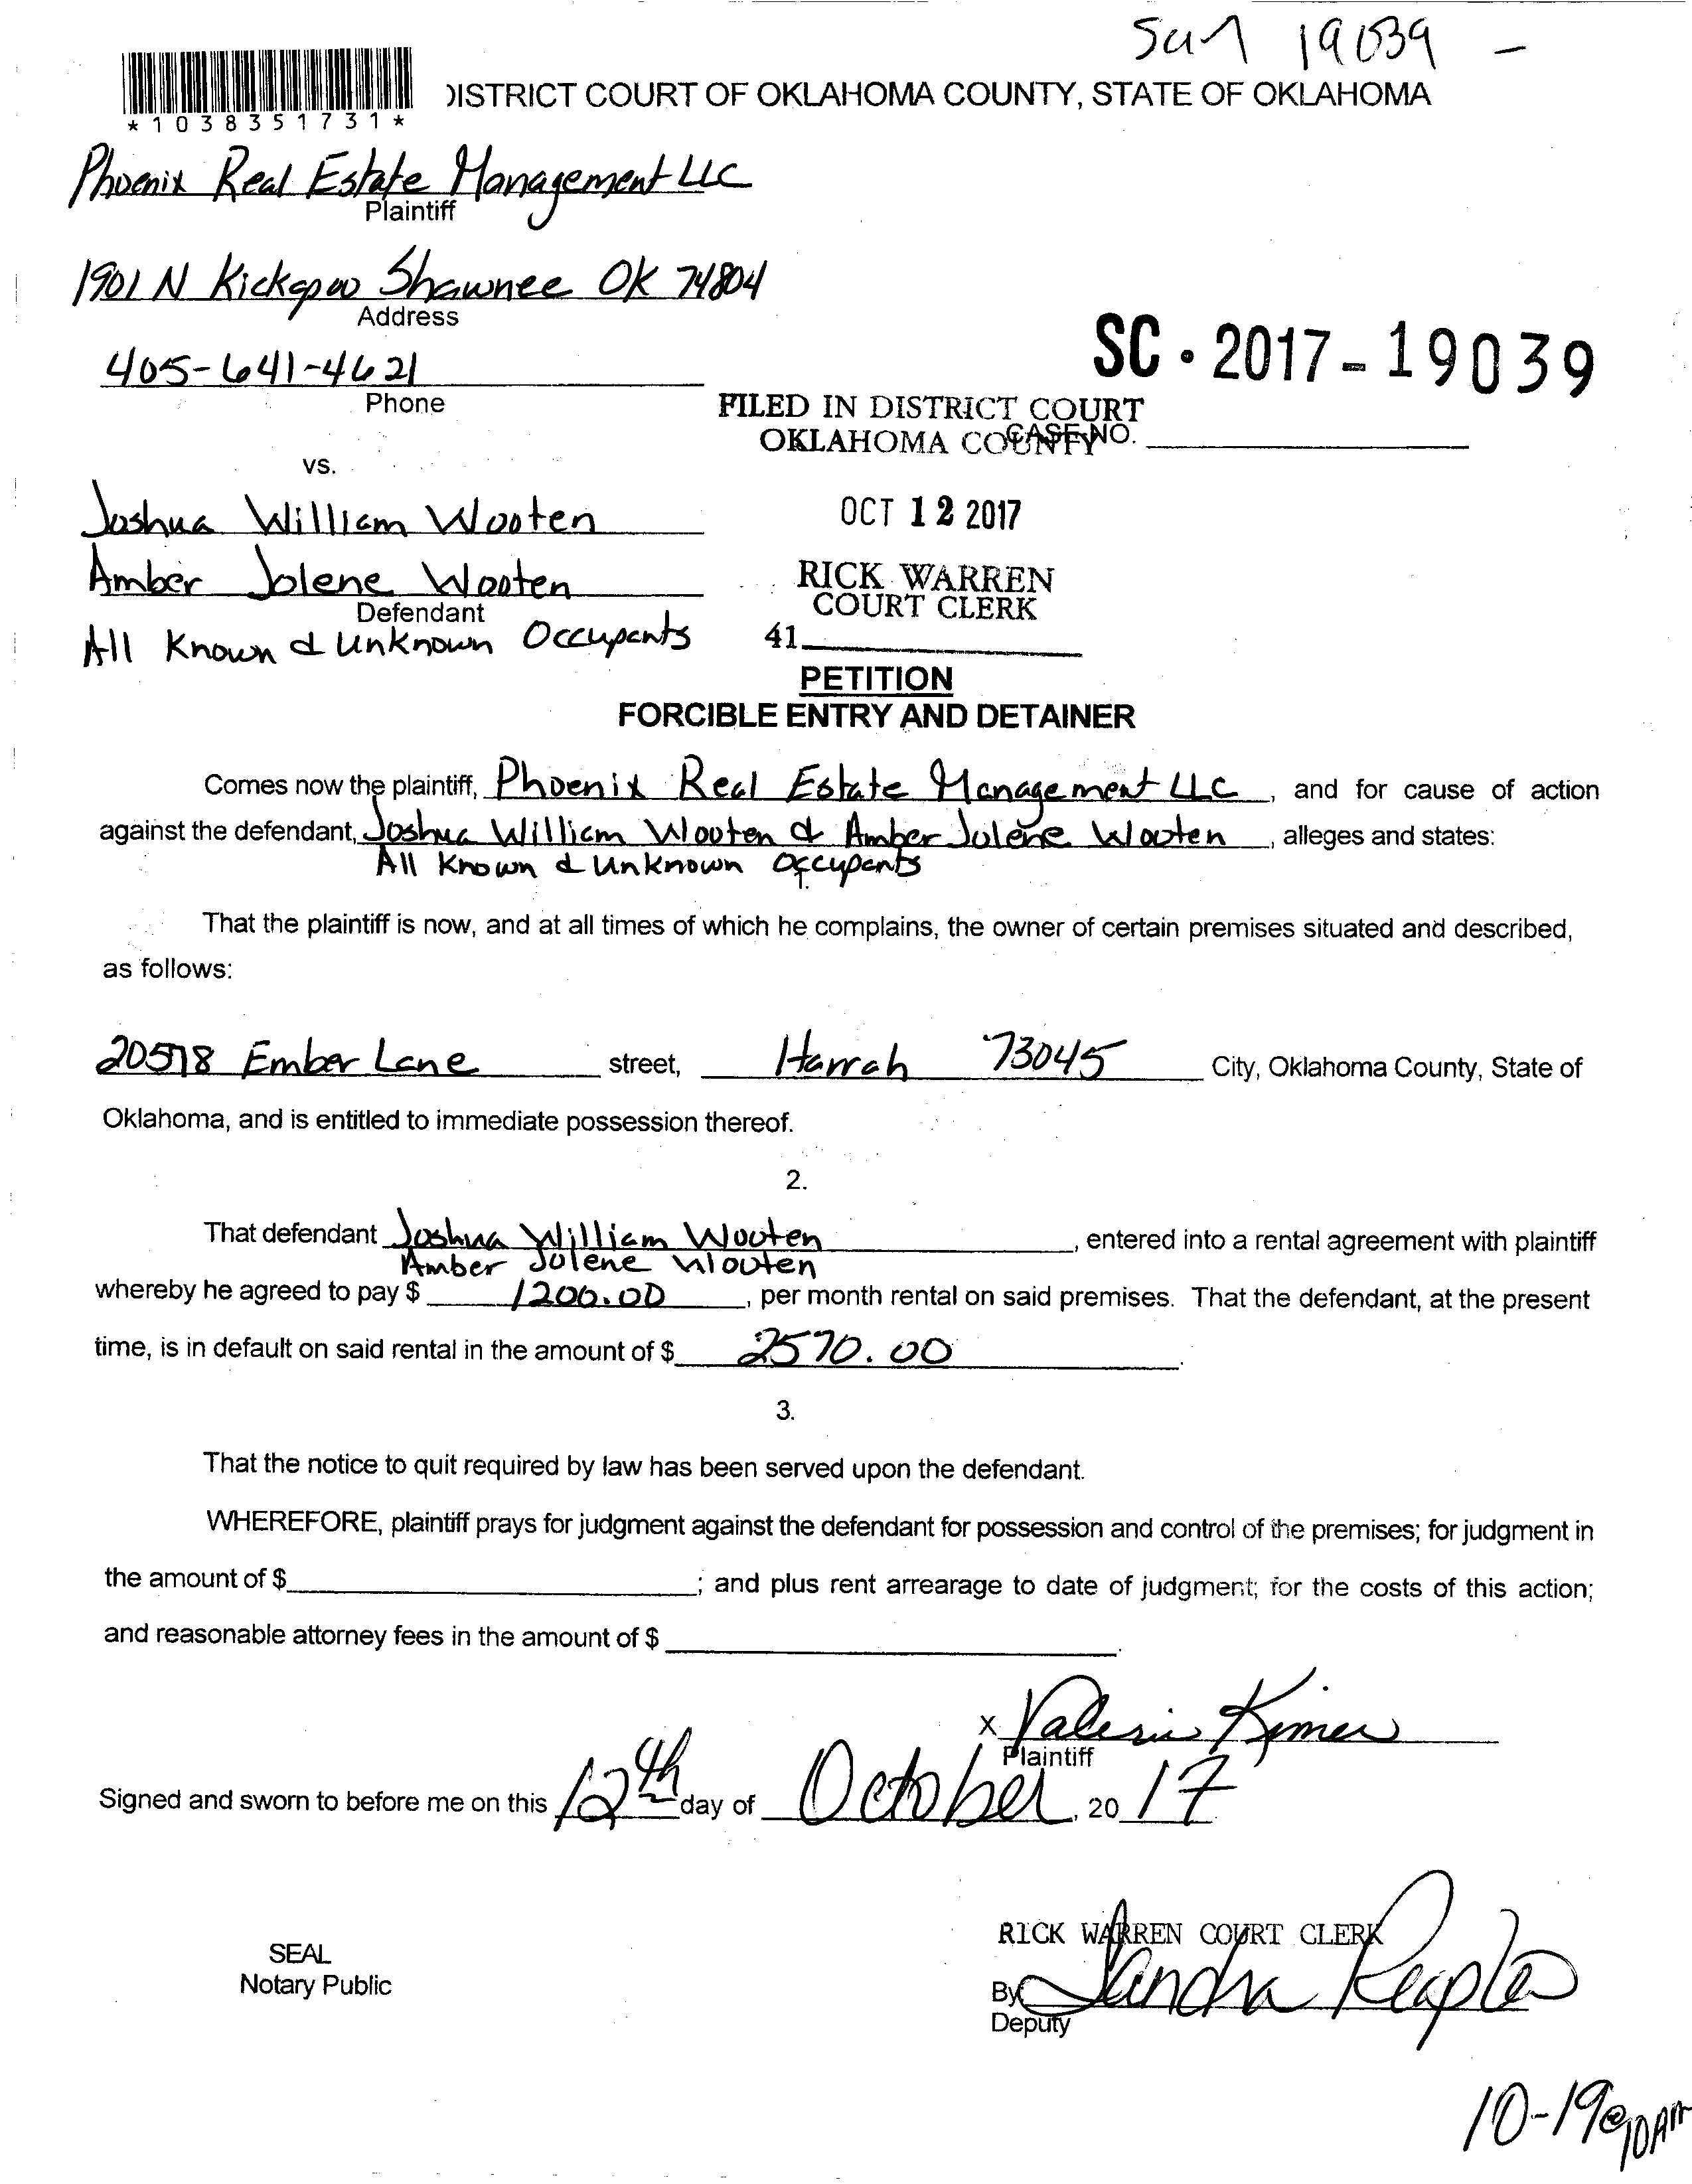 19039 -
)ISTRICT COURT OF OKLAHOMA COUNTY, STATE OF OKLAHOMA
*1038351731*
Phoenix Real Estate Management LLC
Plaintiff
1901 N Kickapoo Shawnee OK 74804
Address
405-641-4621
Phone
SC · 2017-19039
FILED IN DISTRICT COURT
OKLAHOMA COUNTY
CASE NO.
vs.
Joshua William Wooten
OCT 12 2017
Amber Jolene Wooten
Defendant
RICK WARREN
COURT CLERK
All Known & Unknown Occupants
41
PETITION
FORCIBLE ENTRY AND DETAINER
Comes now the plaintiff, Phoenix Real Estate Management LLC, and for cause of action
against the defendant, Joshua William Wooten & Amber Jolene Wooten, alleges and states:
All Known & Unknown Occupants
1.
That the plaintiff is now, and at all times of which he complains, the owner of certain premises situated and described,
as follows:
Ember Lane street, Harrah 73045 City, Oklahoma County, State of
Oklahoma, and is entitled to immediate possession thereof.
2.
That defendant Joshua William Wooten, entered into a rental agreement with plaintiff
Amber Jolene Wooten
whereby he agreed to pay $ 1200.00, per month rental on said premises. That the defendant, at the present
time, is in default on said rental in the amount of $ 2570.00.
3.
That the notice to quit required by law has been served upon the defendant.
WHEREFORE, plaintiff prays for judgment against the defendant for possession and control of the premises; for judgment in
the amount of $ ; and plus rent arrearage to date of judgment; for the costs of this action;
and reasonable attorney fees in the amount of $ .
x Valerie
Plaintiff
Signed and sworn to before me on this 12th day of October, 20 17
RICK WARREN COURT CLERK
SEAL
Notary Public
By Sandra Peoples
Deputy
10-19@10AM